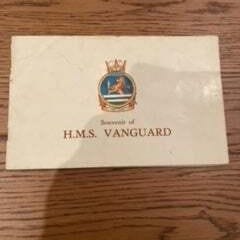 Souvenir of
H.M.S. VANGUARD